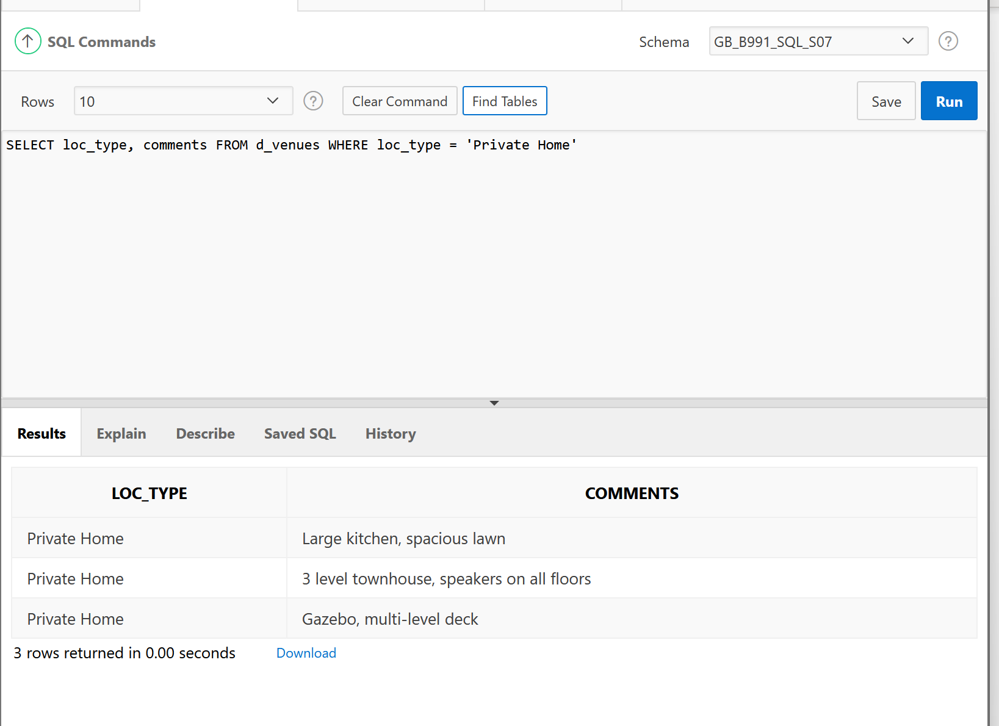 SQL Commands
Schema GB_B991_SQL_S07 ?
Rows 10 ? Clear Command Find Tables Save Run
SELECT loc_type, comments FROM d_venues WHERE loc_type = 'Private Home'
Results Explain Describe Saved SQL History
LOC_TYPE COMMENTS
Private Home Large kitchen, spacious lawn
Private Home 3 level townhouse, speakers on all floors
Private Home Gazebo, multi-level deck
3 rows returned in 0.00 seconds Download